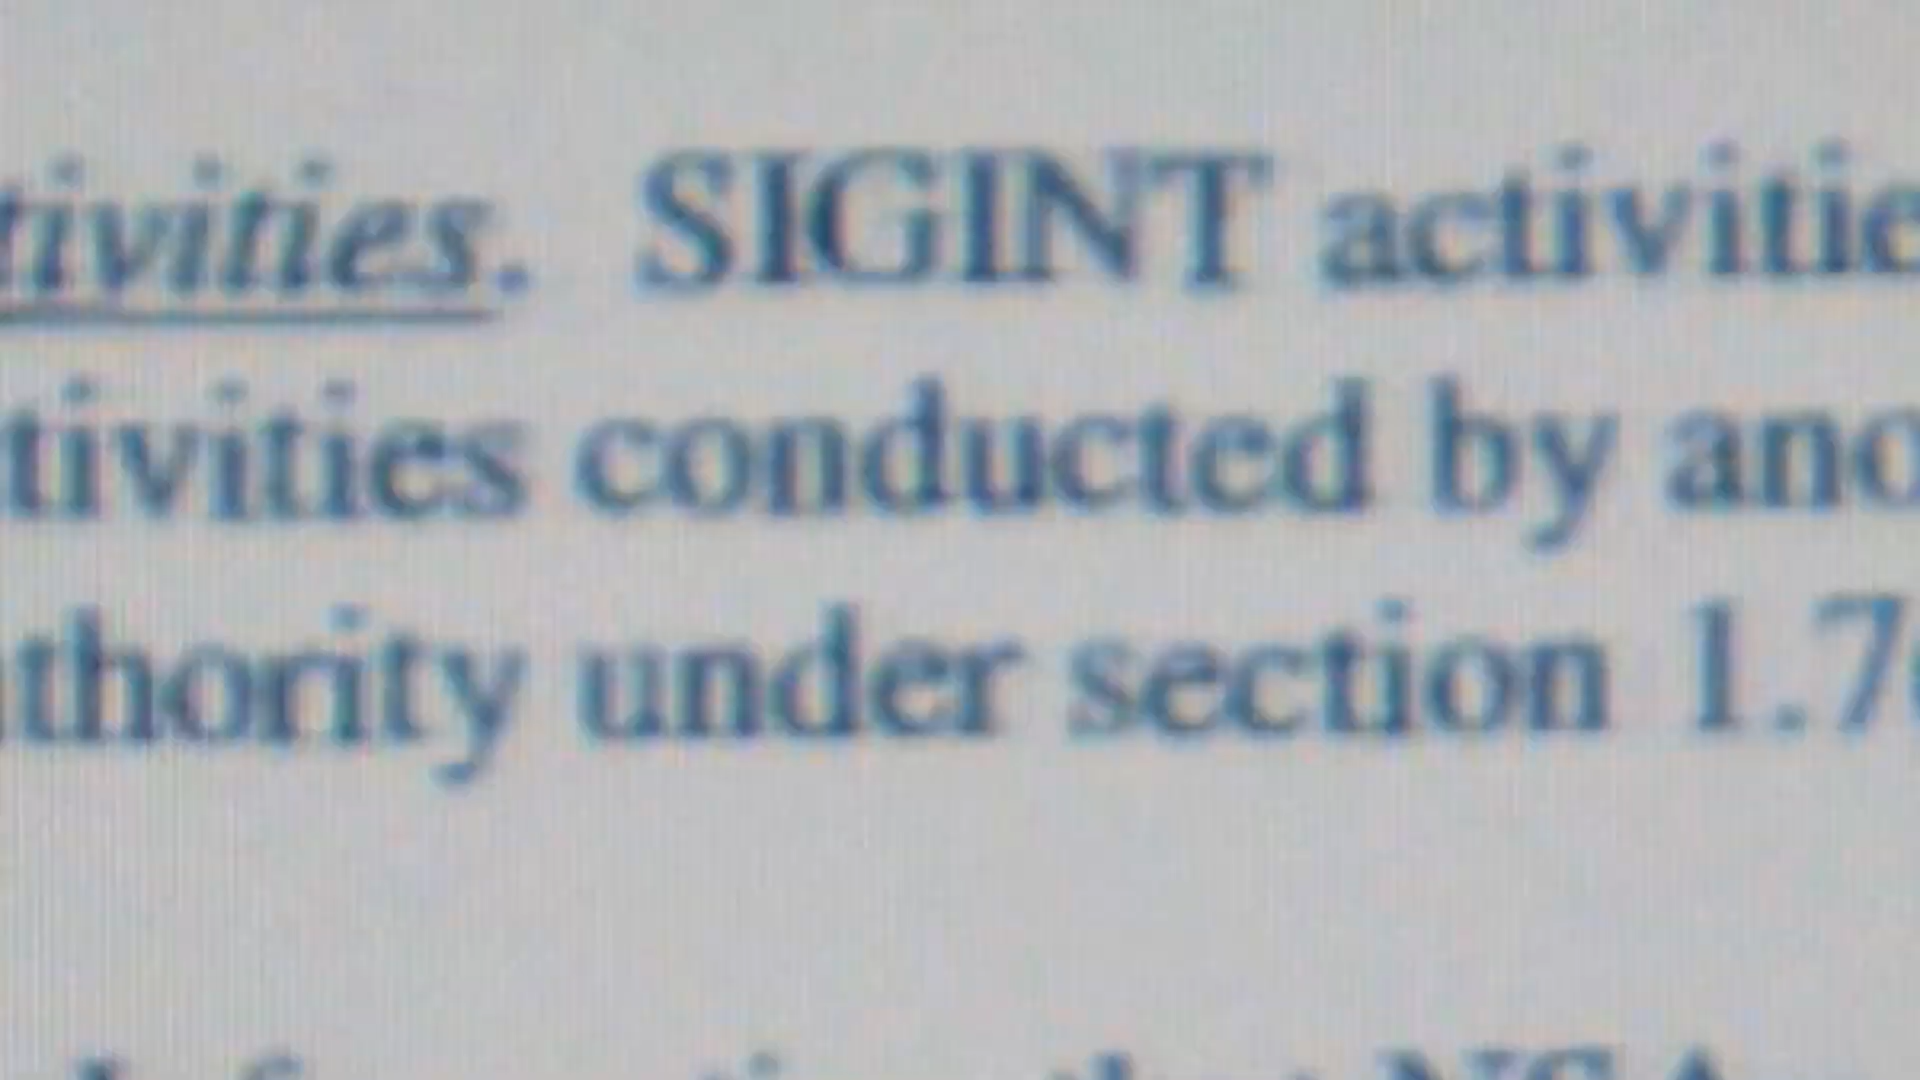 tivities. SIGINT activitie
tivities conducted by ano
thority under section 1.7